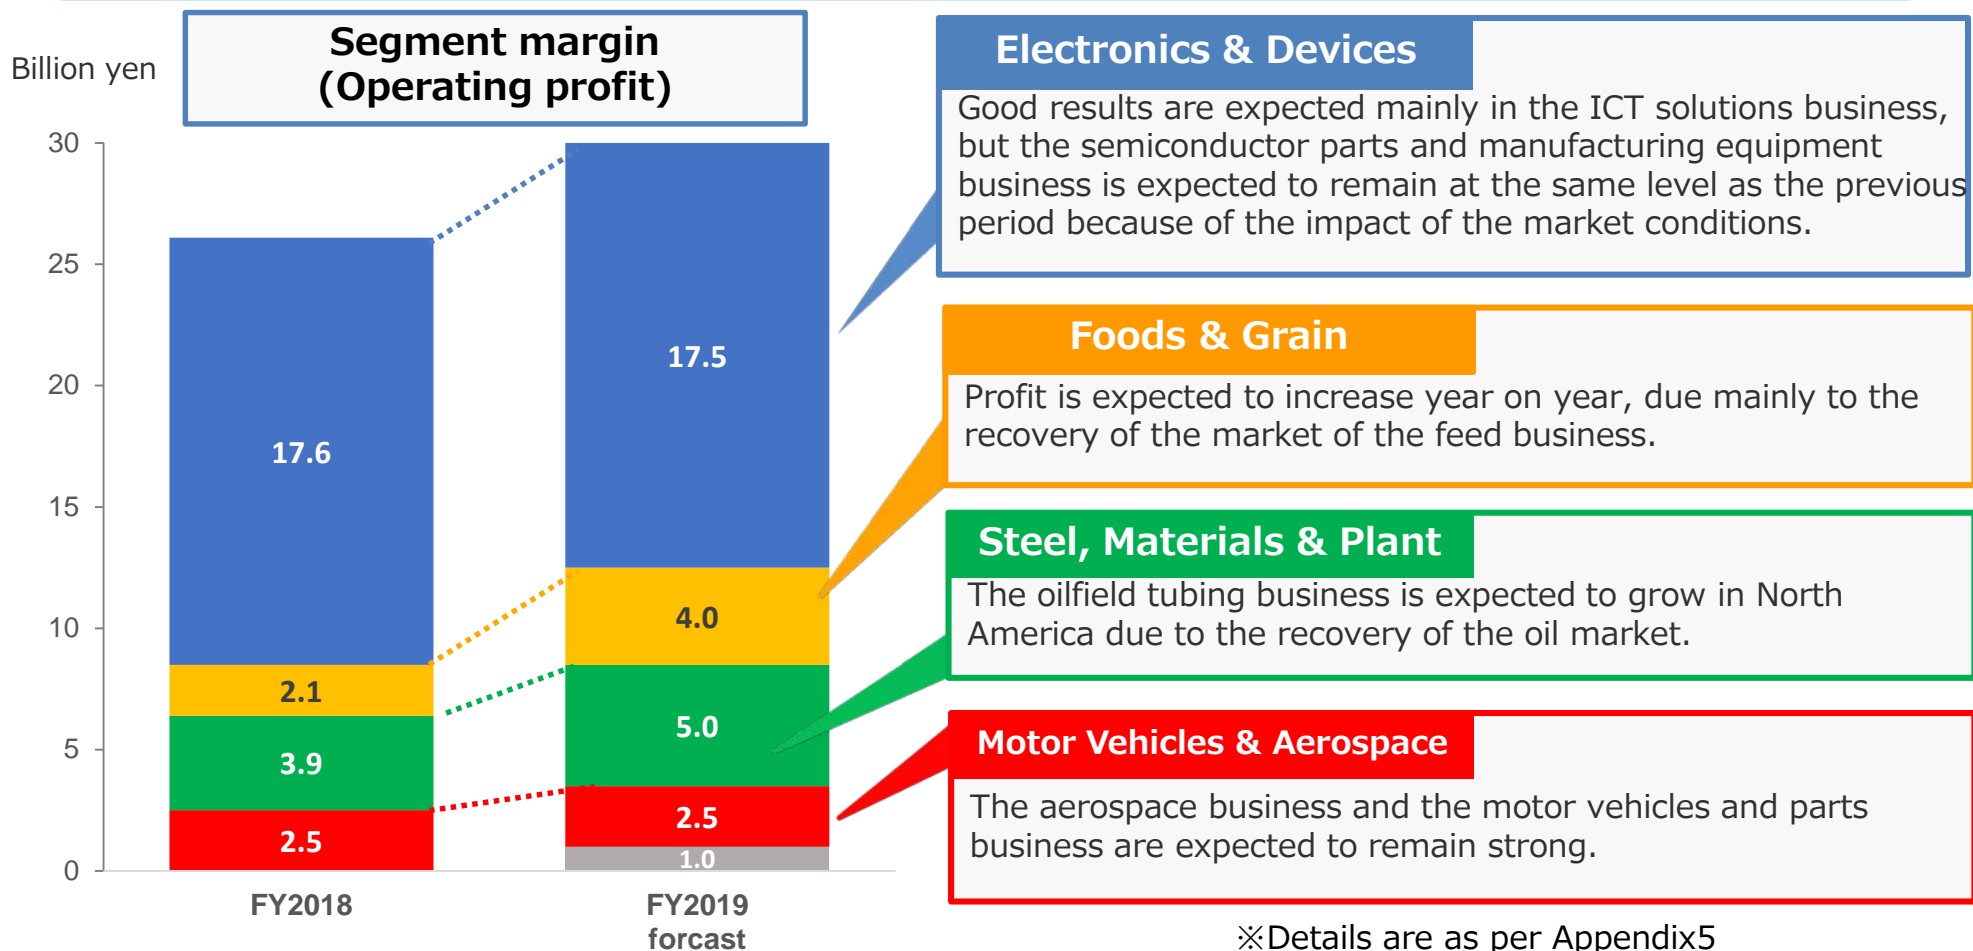 Billion yen
Segment margin
(Operating profit)
30
25
20
15
10
5
0
17.6
2.1
3.9
2.5
17.5
4.0
5.0
2.5
1.0
FY2018
FY2019
forcast
Electronics & Devices
Good results are expected mainly in the ICT solutions business,
but the semiconductor parts and manufacturing equipment
business is expected to remain at the same level as the previous
period because of the impact of the market conditions.
Foods & Grain
Profit is expected to increase year on year, due mainly to the
recovery of the market of the feed business.
Steel, Materials & Plant
The oilfield tubing business is expected to grow in North
America due to the recovery of the oil market.
Motor Vehicles & Aerospace
The aerospace business and the motor vehicles and parts
business are expected to remain strong.
※Details are as per Appendix5